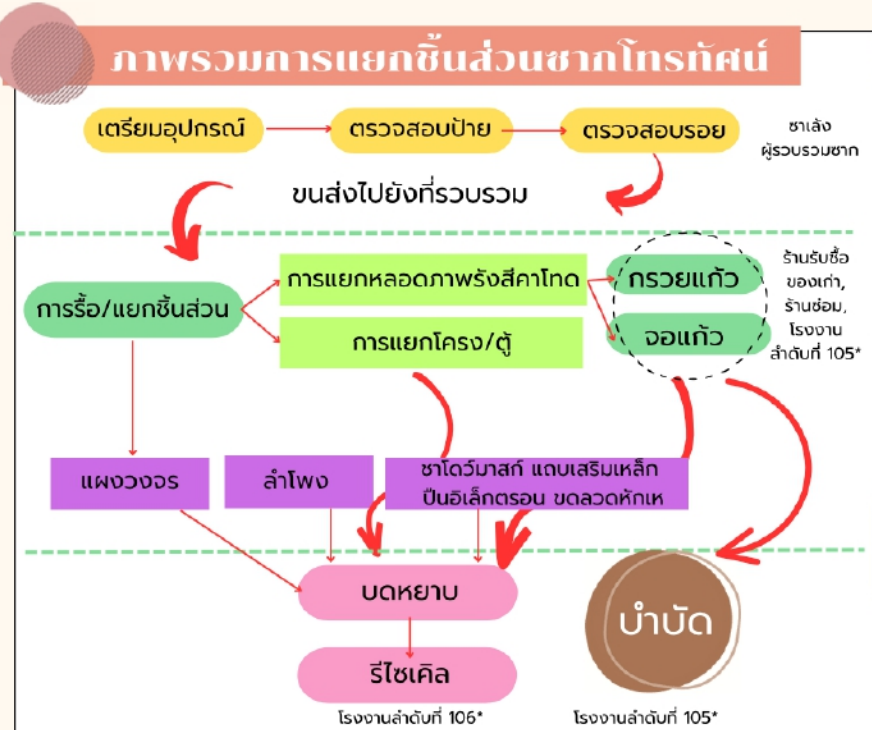 ภาพรวมการแยกชิ้นส่วนซากโทรทัศน์
เตรียมอุปกรณ์
ตรวจสอบป้าย
ตรวจสอบรอย
ซาเล้ง
ผู้รวบรวมซาก
ขนส่งไปยังที่รวบรวม
การรื้อ/แยกชิ้นส่วน
การแยกหลอดภาพรังสีคาโทด
การแยกโครง/ตู้
กรวยแก้ว
จอแก้ว
ร้านรับซื้อ
ของเก่า,
ร้านซ่อม,
โรงงาน
ลำดับที่ 105*
แผงวงจร
ลำโพง
ชาโดว์มาสก์ แถบเสริมเหล็ก
ปืนอิเล็กตรอน ขดลวดหักเห
บดหยาบ
รีไซเคิล
โรงงานลำดับที่ 106*
บำบัด
โรงงานลำดับที่ 105*